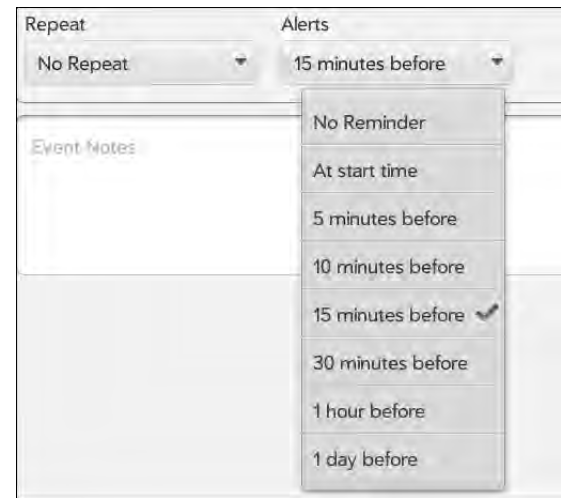 Repeat
Alerts
No Repeat
15 minutes before
No Reminder
Event Notes
At start time
5 minutes before
10 minutes before
15 minutes before
30 minutes before
1 hour before
1 day before